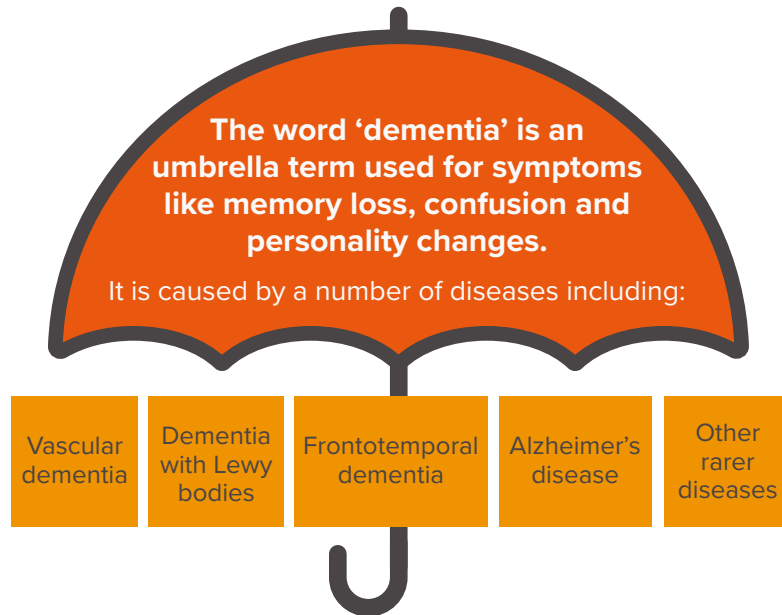 The word ‘dementia’ is an
umbrella term used for symptoms
like memory loss, confusion and
personality changes.
It is caused by a number of diseases including:
Vascular
dementia
Dementia
with Lewy
bodies
Frontotemporal
dementia
Alzheimer’s
disease
Other
rarer
diseases